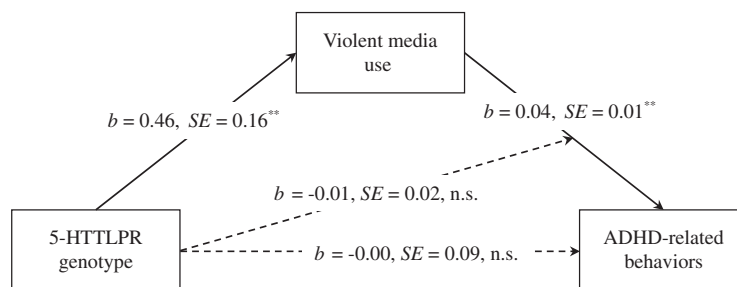 Violent media
use
b = 0.46, SE = 0.16**
b = 0.04, SE = 0.01**
b = -0.01, SE = 0.02, n.s.
5-HTTLPR
genotype
b = -0.00, SE = 0.09, n.s.
ADHD-related
behaviors